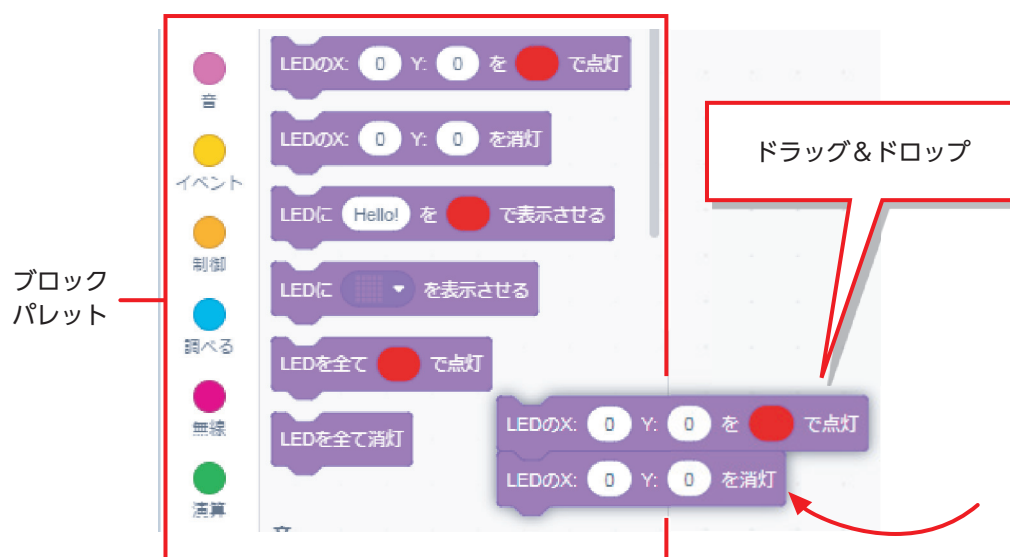 ブロック
パレット
音
イベント
制御
調べる
無線
演算
LEDのX: 0 Y: 0 を で点灯
LEDのX: 0 Y: 0 を消灯
LEDに Hello! を で表示させる
LEDに を表示させる
LEDを全て で点灯
LEDを全て消灯
ドラッグ＆ドロップ
LEDのX: 0 Y: 0 を で点灯
LEDのX: 0 Y: 0 を消灯